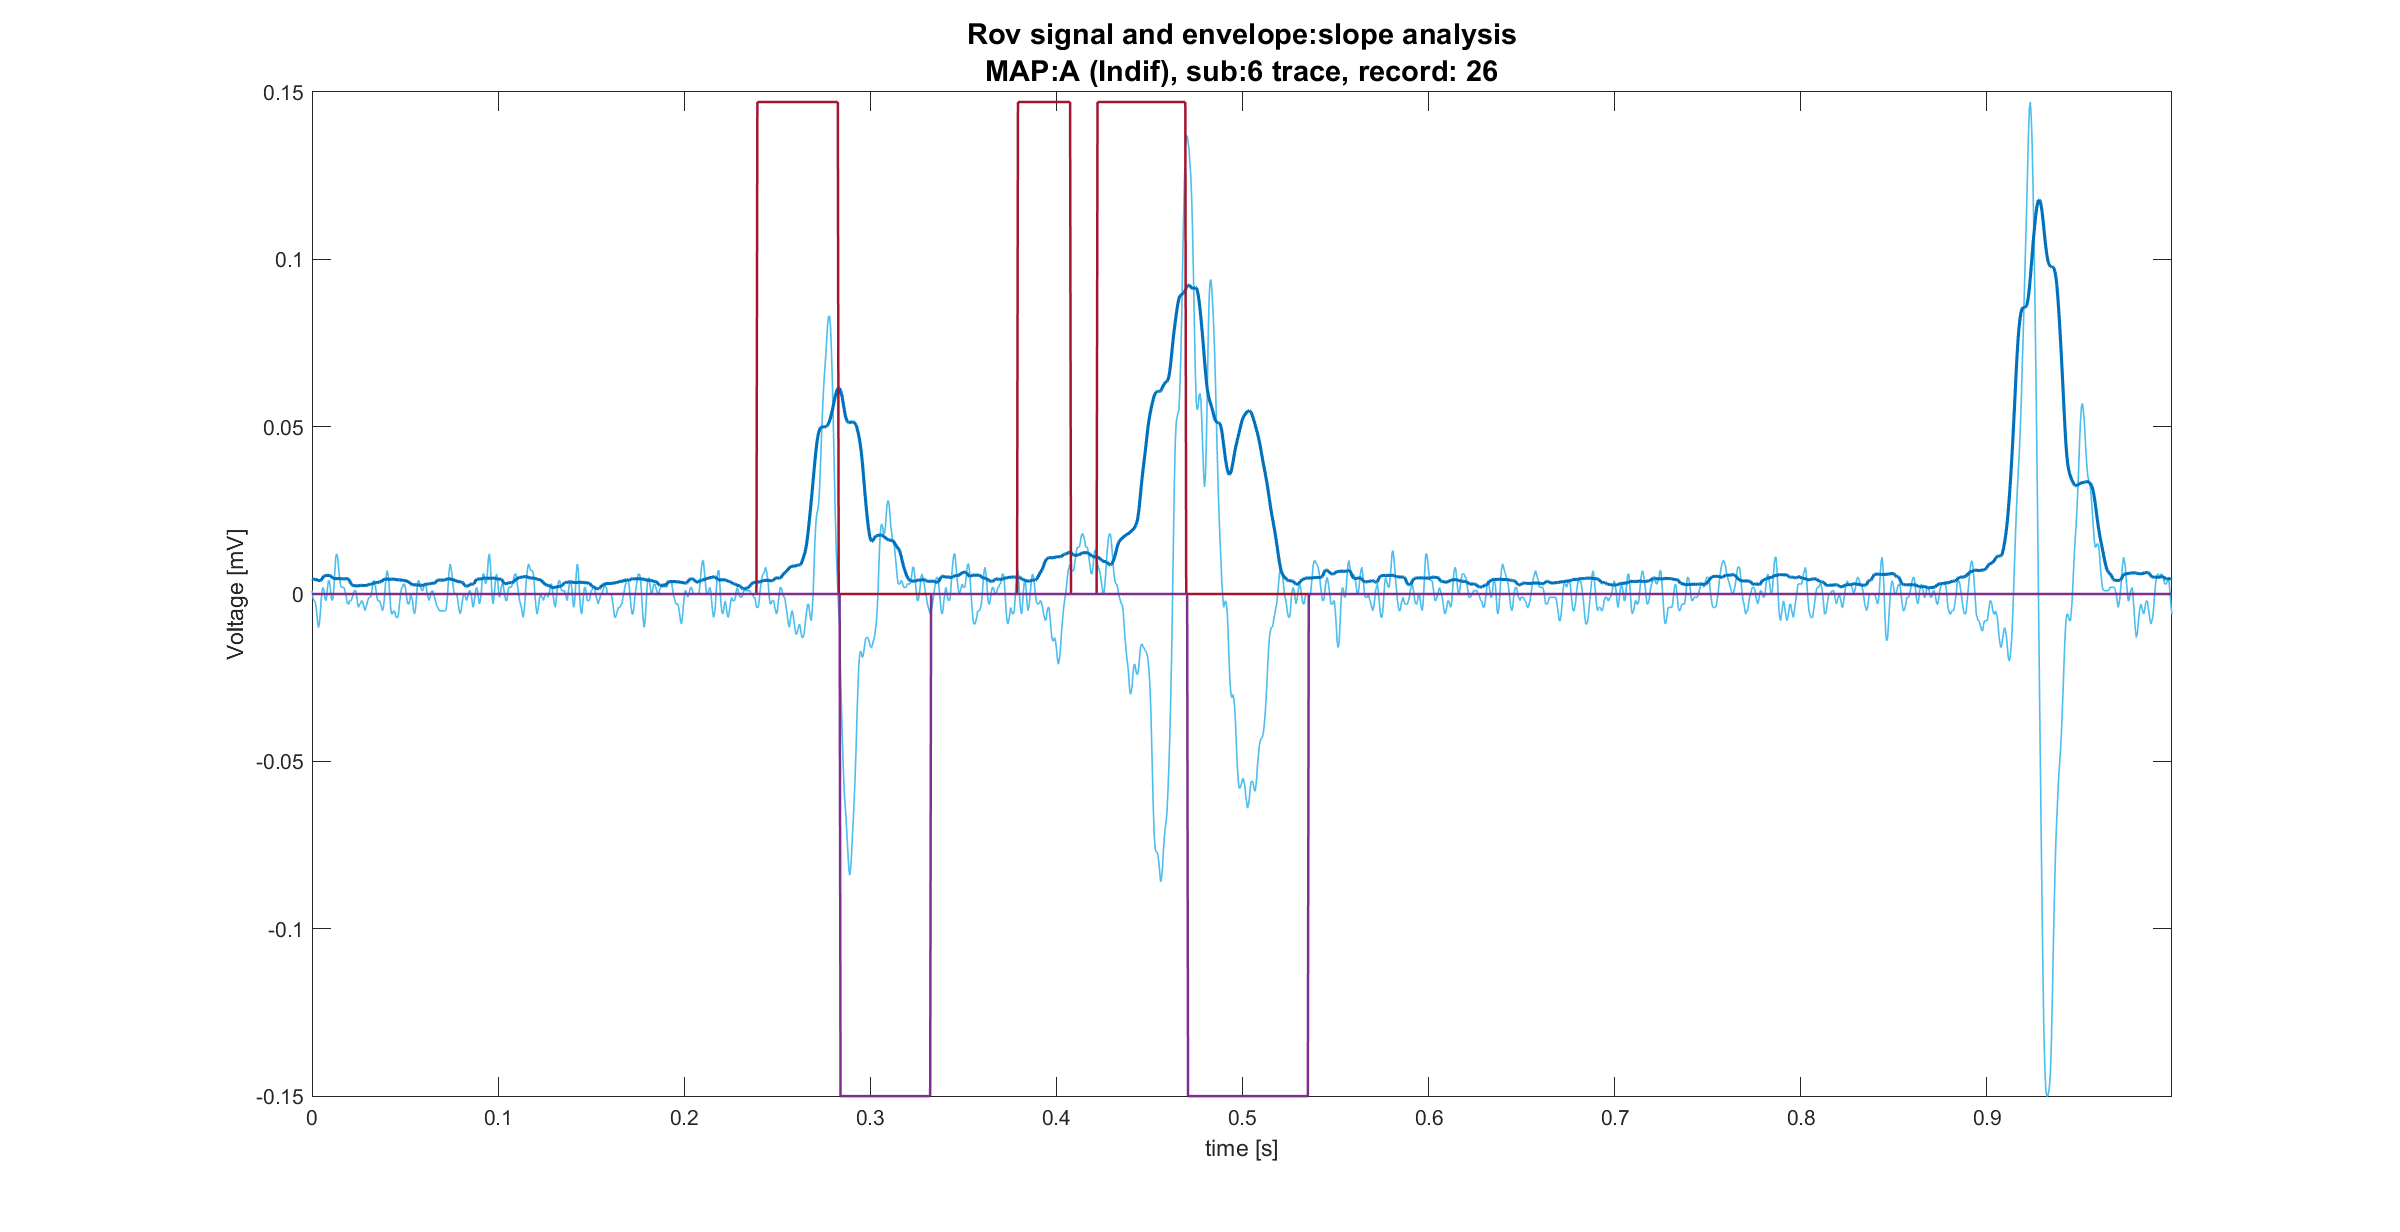 Rov signal and envelope:slope analysis
MAP:A (Indif), sub:6 trace, record: 26
0.15
0.1
0.05
0
-0.05
-0.1
-0.15
Voltage [mV]
0 0.1 0.2 0.3 0.4 0.5 0.6 0.7 0.8 0.9
time [s]